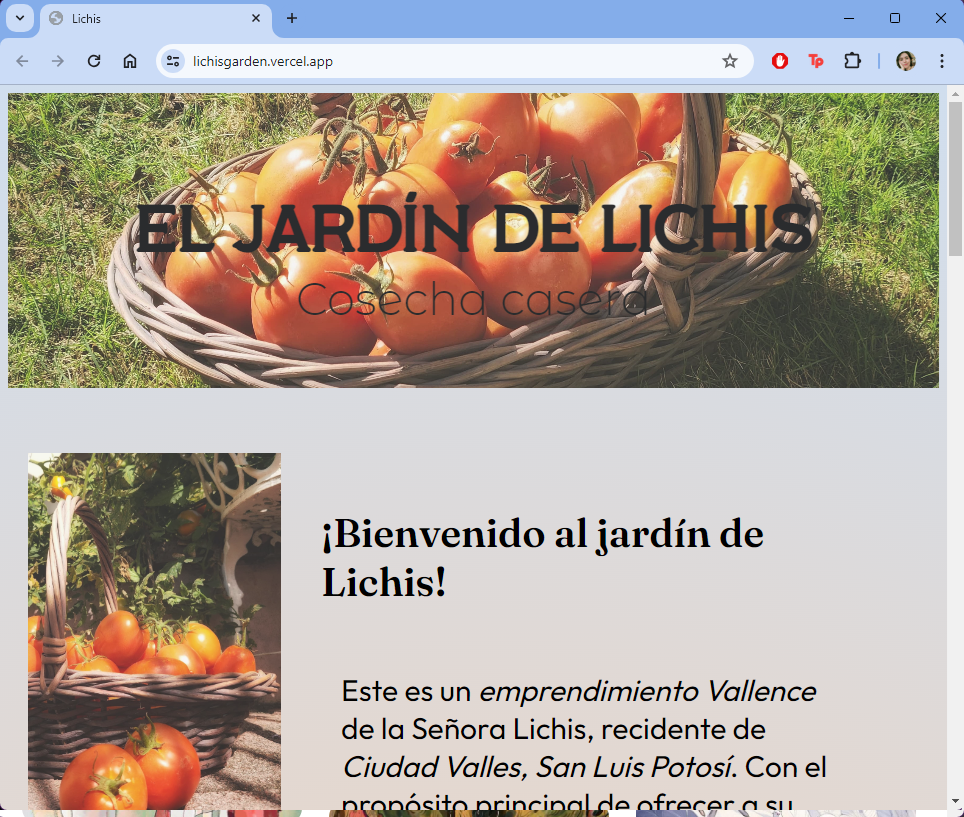 Lichis
lichisgarden.vercel.app
EL JARDÍN DE LICHIS
Cosecha casera
¡Bienvenido al jardín de
Lichis!
Este es un emprendimiento Vallence
de la Señora Lichis, recidente de
Ciudad Valles, San Luis Potosí. Con el
propósito principal de ofrecer a su